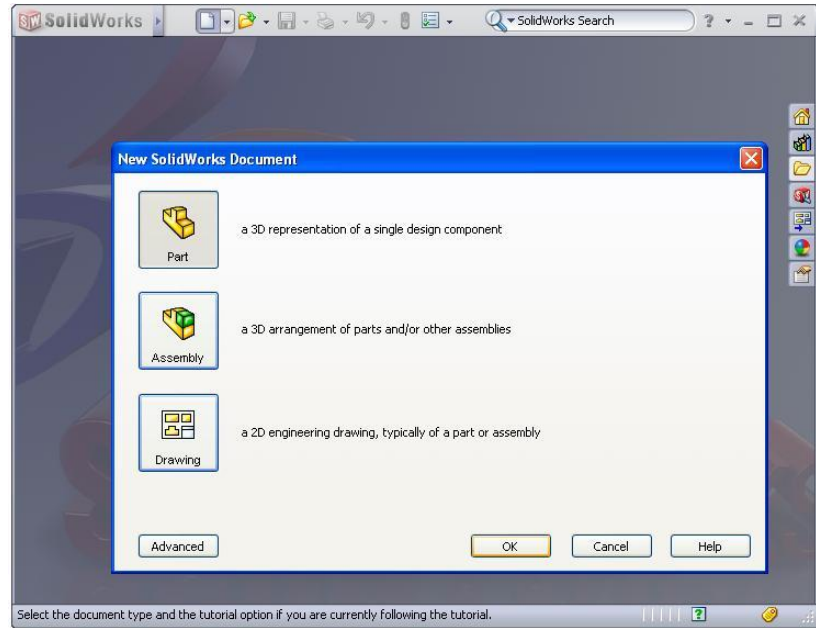 SolidWorks
SolidWorks Search
New SolidWorks Document
Part
a 3D representation of a single design component
Assembly
a 3D arrangement of parts and/or other assemblies
Drawing
a 2D engineering drawing, typically of a part or assembly
Advanced
OK
Cancel
Help
Select the document type and the tutorial option if you are currently following the tutorial.